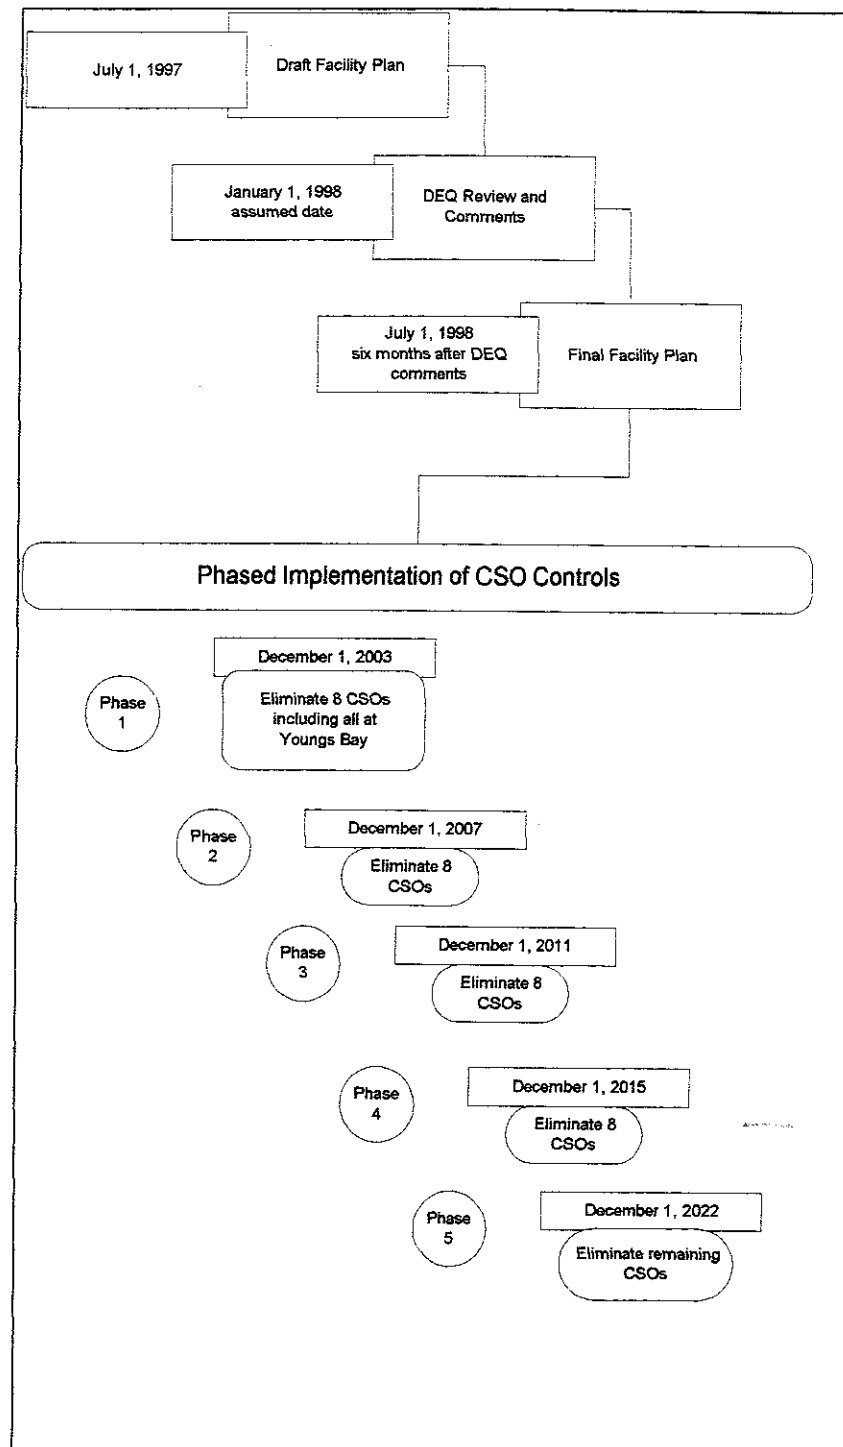 July 1, 1997
Draft Facility Plan
January 1, 1998
assumed date
DEQ Review and
Comments
July 1, 1998
six months after DEQ
comments
Final Facility Plan
Phased Implementation of CSO Controls
Phase
1
December 1, 2003
Eliminate 8 CSOs
including all at
Youngs Bay
Phase
2
December 1, 2007
Eliminate 8
CSOs
Phase
3
December 1, 2011
Eliminate 8
CSOs
Phase
4
December 1, 2015
Eliminate 8
CSOs
Phase
5
December 1, 2022
Eliminate remaining
CSOs